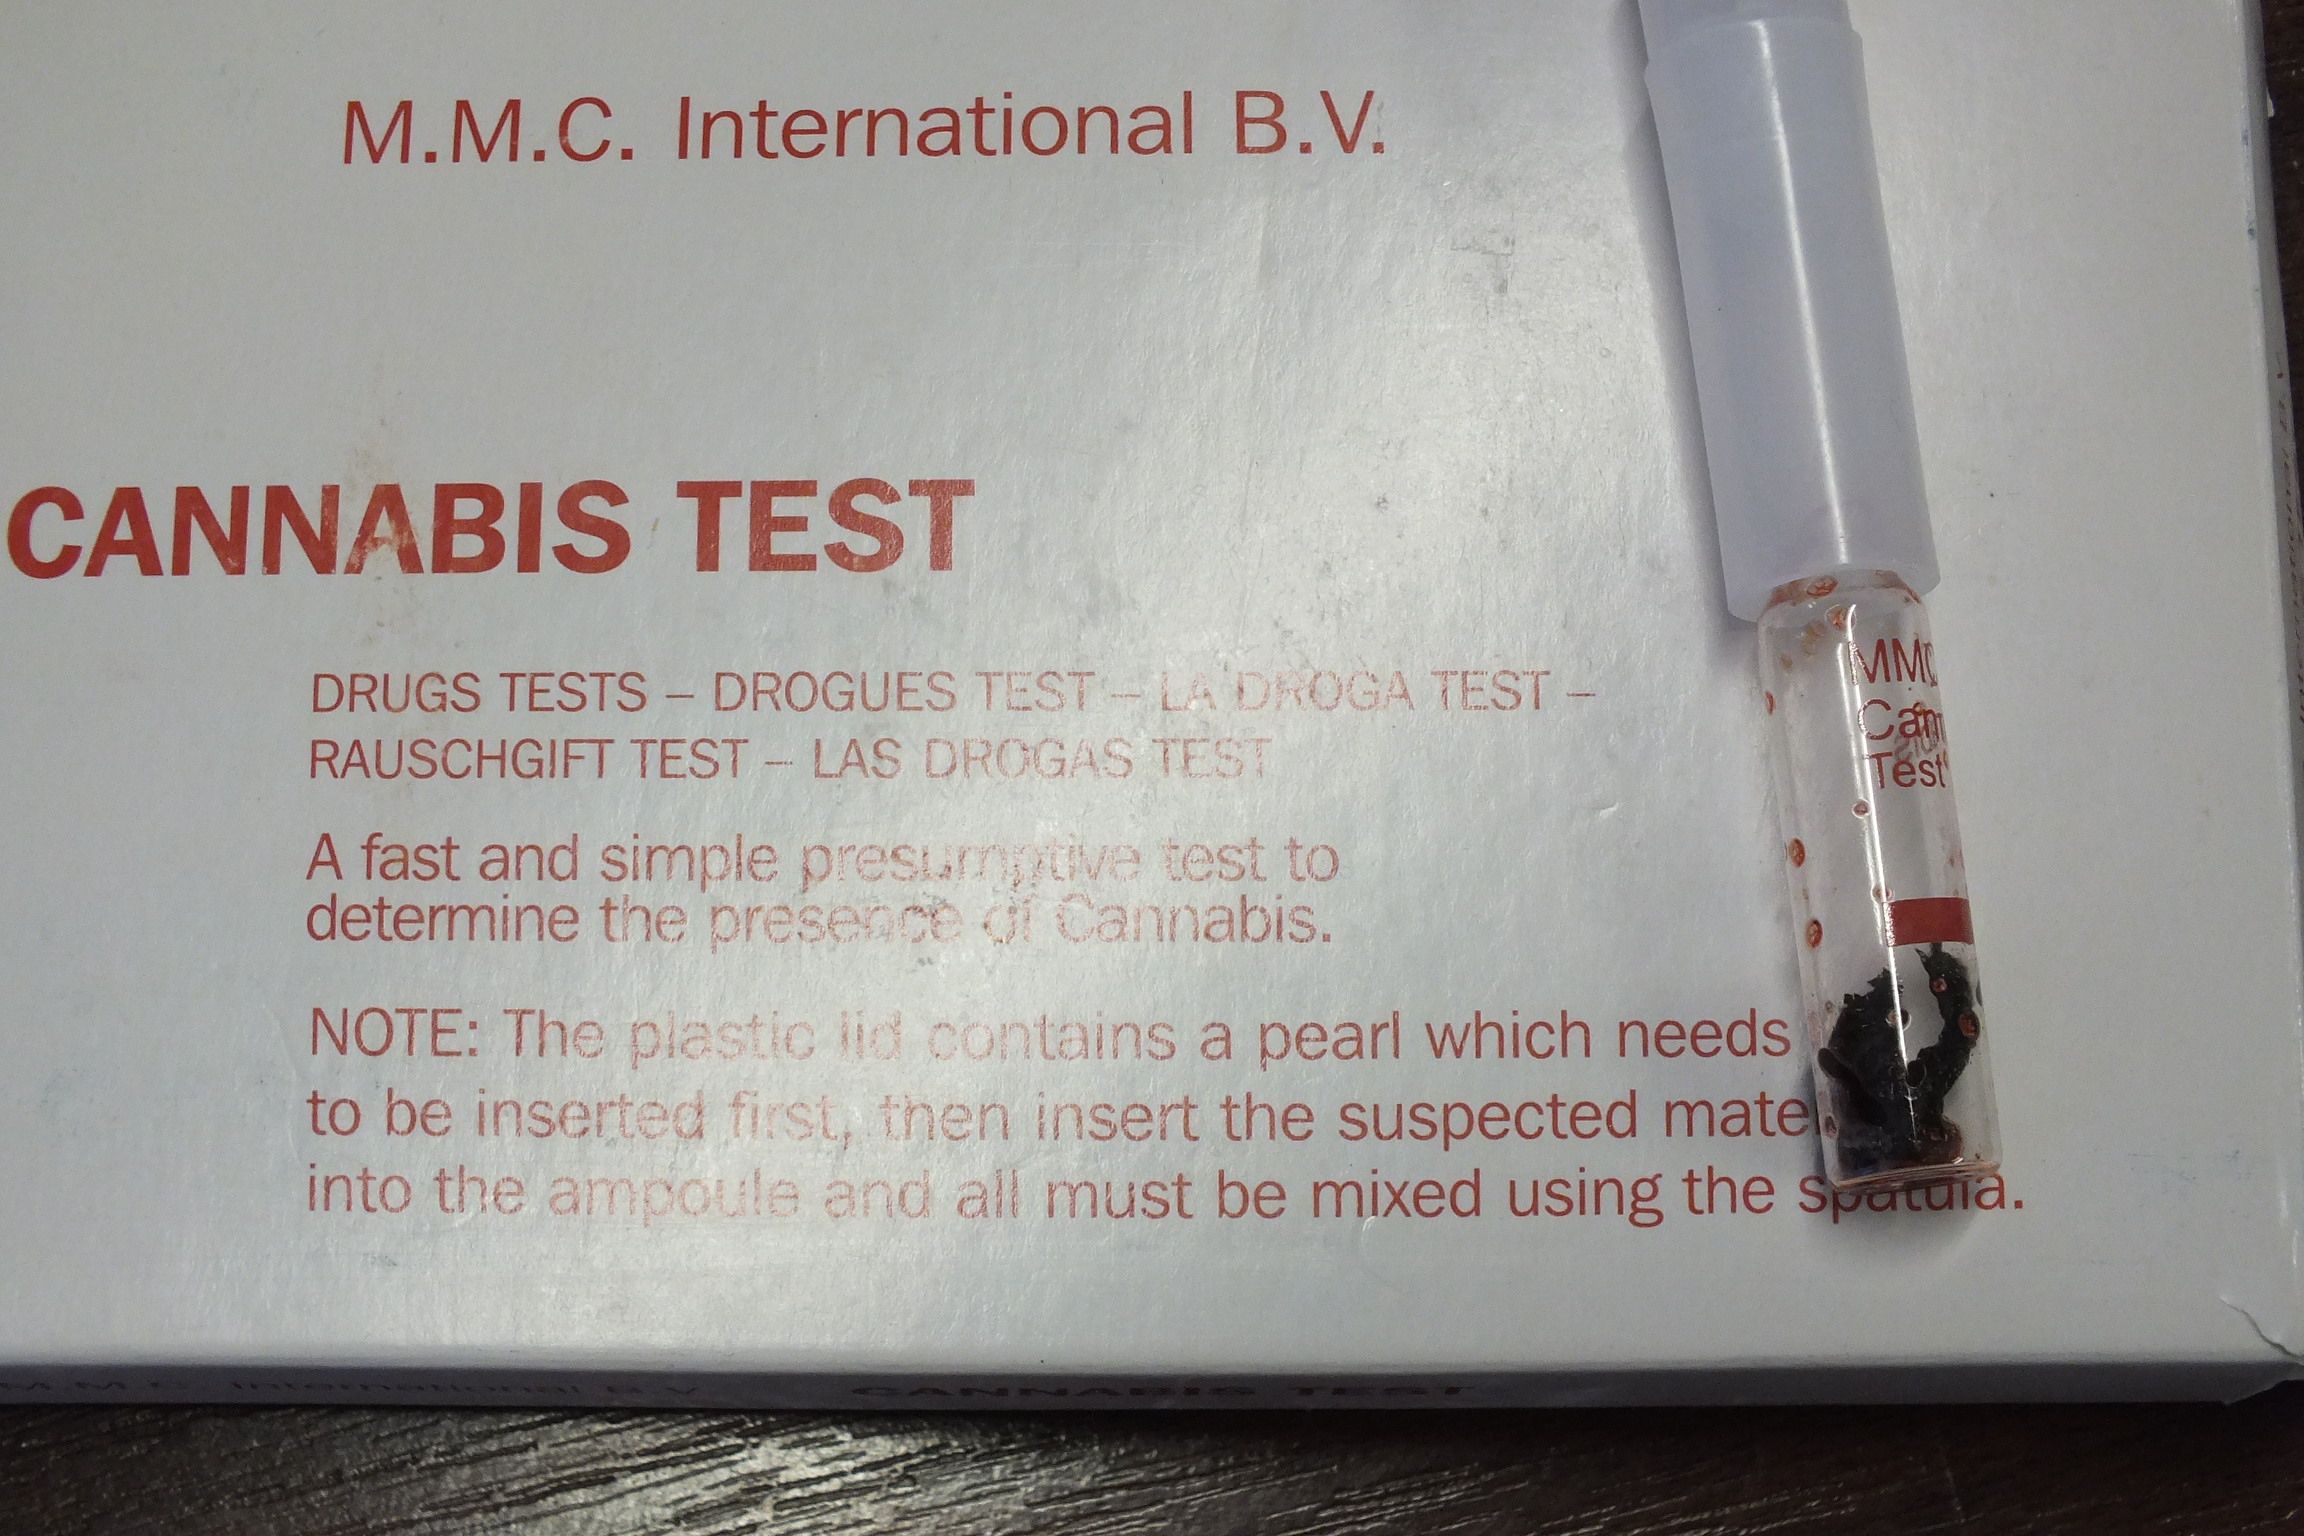 M.M.C. International B.V.
CANNABIS TEST
DRUGS TESTS – DROGUES TEST – LA DROGA TEST –
RAUSCHGIFT TEST – LAS DROGAS TEST
A fast and simple presumptive test to
determine the presence of Cannabis.
NOTE: The plastic lid contains a pearl which needs
to be inserted first, then insert the suspected mate
into the ampoule and all must be mixed using the spatula.
MMC
Cann
Test
M.M.C. International B.V. CANNABIS TEST